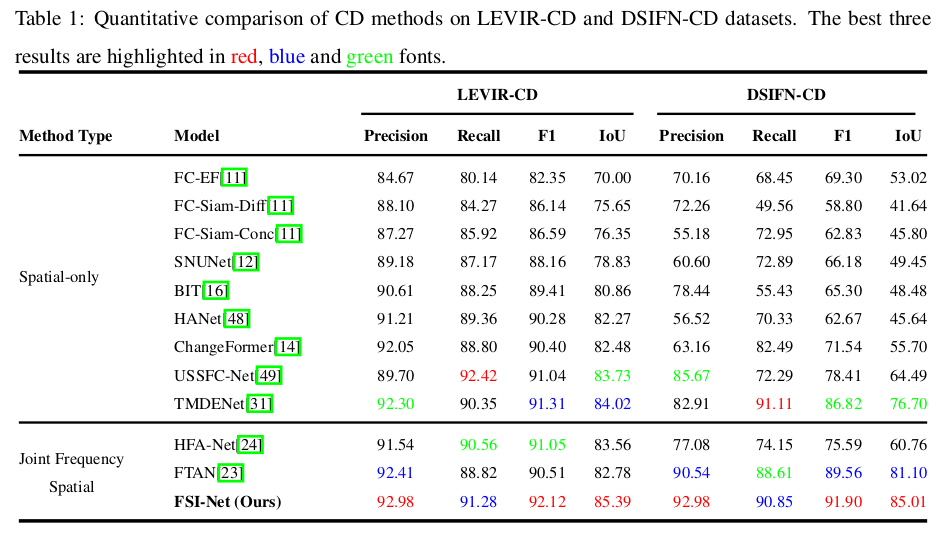 Table 1: Quantitative comparison of CD methods on LEVIR-CD and DSIFN-CD datasets. The best three
results are highlighted in red, blue and green fonts.
LEVIR-CD DSIFN-CD
Method Type Model Precision Recall F1 IoU Precision Recall F1 IoU
FC-EF[11] 84.67 80.14 82.35 70.00 70.16 68.45 69.30 53.02
FC-Siam-Diff[11] 88.10 84.27 86.14 75.65 72.26 49.56 58.80 41.64
FC-Siam-Conc[11] 87.27 85.92 86.59 76.35 55.18 72.95 62.83 45.80
SNUNet[12] 89.18 87.17 88.16 78.83 60.60 72.89 66.18 49.45
Spatial-only
BIT[16] 90.61 88.25 89.41 80.86 78.44 55.43 65.30 48.48
HANet[48] 91.21 89.36 90.28 82.27 56.52 70.33 62.67 45.64
ChangeFormer[14] 92.05 88.80 90.40 82.48 63.16 82.49 71.54 55.70
USSFC-Net[49] 89.70 92.42 91.04 83.73 85.67 72.29 78.41 64.49
TMDENet[31] 92.30 90.35 91.31 84.02 82.91 91.11 86.82 76.70
HFA-Net[24] 91.54 90.56 91.05 83.56 77.08 74.15 75.59 60.76
Joint Frequency
FTAN[23] 92.41 88.82 90.51 82.78 90.54 88.61 89.56 81.10
Spatial
FSI-Net (Ours) 92.98 91.28 92.12 85.39 92.98 90.85 91.90 85.01